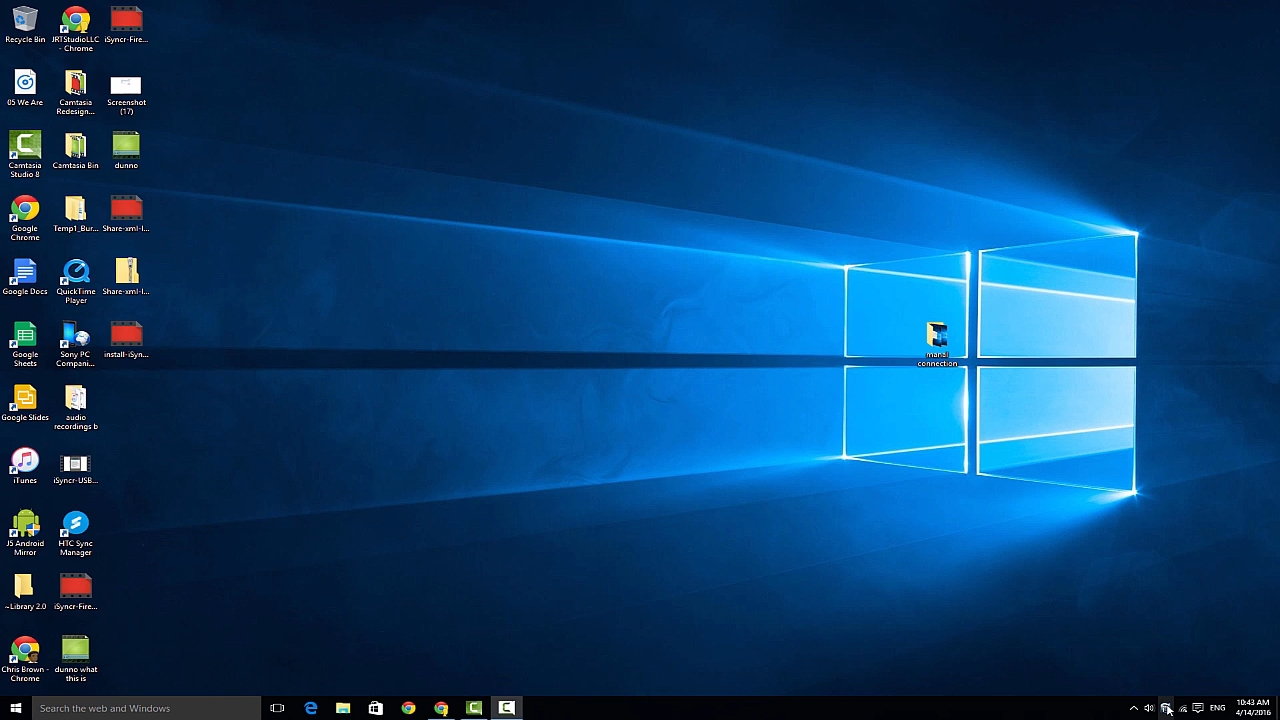 Recycle Bin
JRTStudioLLC
- Chrome
iSyncr-Fire...
05 We Are
Camtasia
Redesign...
Screenshot
(17)
Camtasia
Studio 8
Camtasia Bin
dunno
Google
Chrome
Temp1_Bur...
Share-xml-I...
Google Docs
QuickTime
Player
Share-xml-I...
Google
Sheets
Sony PC
Compani...
install-iSyn...
Google Slides
audio
recordings b
iTunes
iSyncr-USB...
J5 Android
Mirror
HTC Sync
Manager
~Library 2.0
iSyncr-Fire...
Chris Brown -
Chrome
dunno what
this is
manal
connection
Search the web and Windows
ENG
10:43 AM
4/14/2016